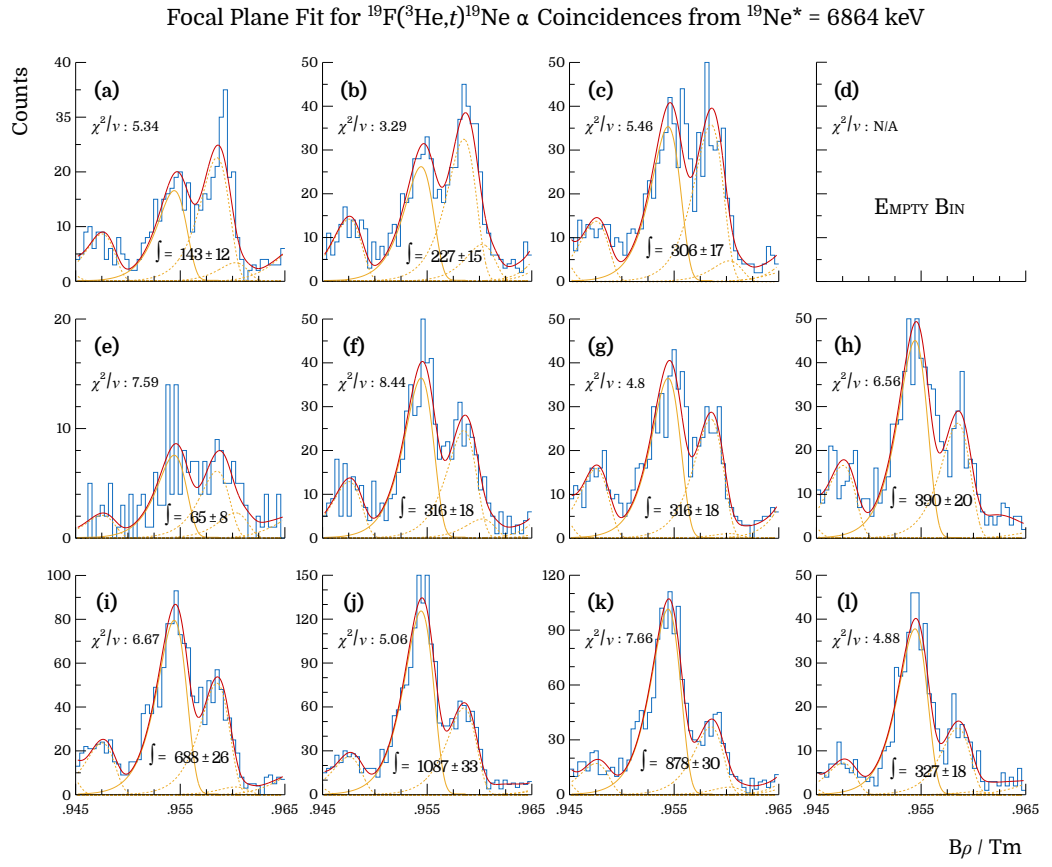 Focal Plane Fit for ¹⁹F(³He,t)¹⁹Ne α Coincidences from ¹⁹Ne* = 6864 keV
Counts
40
35
20
10
0
(a)
χ²/ν : 5.34
∫ = 143 ± 12
50
40
30
20
10
0
(b)
χ²/ν : 3.29
∫ = 227 ± 15
50
40
30
20
10
0
(c)
χ²/ν : 5.46
∫ = 306 ± 17
(d)
χ²/ν : N/A
Empty Bin
20
10
0
(e)
χ²/ν : 7.59
∫ = 65 ± 8
50
40
30
20
10
0
(f)
χ²/ν : 8.44
∫ = 316 ± 18
50
40
30
20
10
0
(g)
χ²/ν : 4.8
∫ = 316 ± 18
50
40
30
20
10
0
(h)
χ²/ν : 6.56
∫ = 390 ± 20
100
80
60
40
20
0
.945
.955
.965
(i)
χ²/ν : 6.67
∫ = 688 ± 26
150
120
90
60
30
0
.945
.955
.965
(j)
χ²/ν : 5.06
∫ = 1087 ± 33
120
90
60
30
0
.945
.955
.965
(k)
χ²/ν : 7.66
∫ = 878 ± 30
50
40
30
20
10
0
.945
.955
.965
(l)
χ²/ν : 4.88
∫ = 327 ± 18
Bρ / Tm